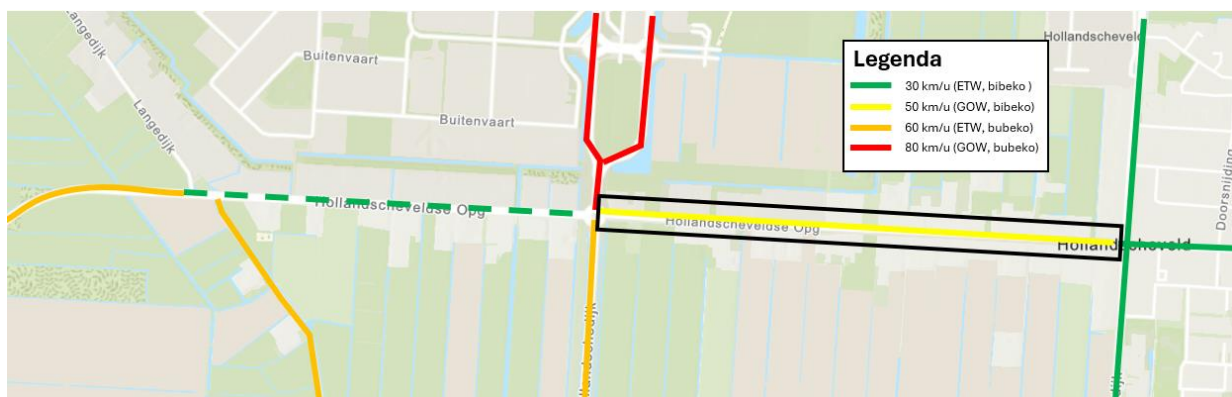 Langedijk
Langedijk
Buitenvaart
Buitenvaart
Hollandscheveldse Opg
Hollandscheveldse Opg
Hollandscheveld
Doorsnijding
Legenda
30 km/u (ETW, bibeko )
50 km/u (GOW, bibeko)
60 km/u (ETW, bubeko)
80 km/u (GOW, bubeko)